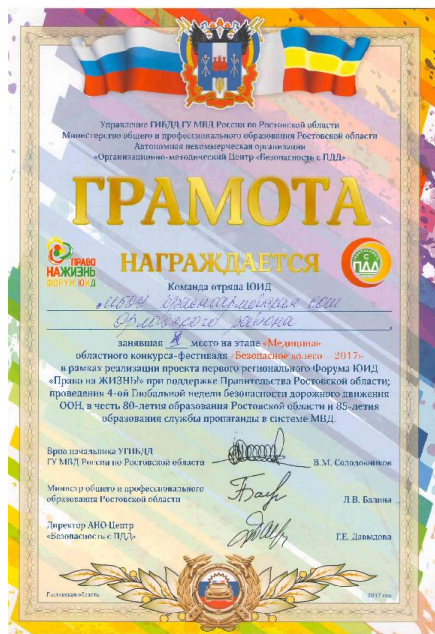 Управление ГИБДД ГУ МВД России по Ростовской области
Министерство общего и профессионального образования Ростовской области
Автономная некоммерческая организация
«Организационно-методический Центр «Безопасность с ПДД»
ГРАМОТА
ПРАВО
НА ЖИЗНЬ
ФОРУМ ЮИД
НАГРАЖДАЕТСЯ
С
ПДД
Команда отряда ЮИД
МБОУ Красноармейская сош
Орловского района
занявшая место на этапе «Медицина»
областного конкурса-фестиваля «Безопасное колесо – 2017»
в рамках реализации проекта первого регионального Форума ЮИД
«Право на ЖИЗНЬ!» при поддержке Правительства Ростовской области;
проведения 4-ой Глобальной недели безопасности дорожного движения
ООН, в честь 80-летия образования Ростовской области и 85-летия
образования службы пропаганды в системе МВД.
Врио начальника УГИБДД
ГУ МВД России по Ростовской области В.М. Солодовников
Министр общего и профессионального
образования Ростовской области Л.В. Балина
Директор АНО Центр
«Безопасность с ПДД» Г.Е. Давыдова
Ростовская область 2017 год